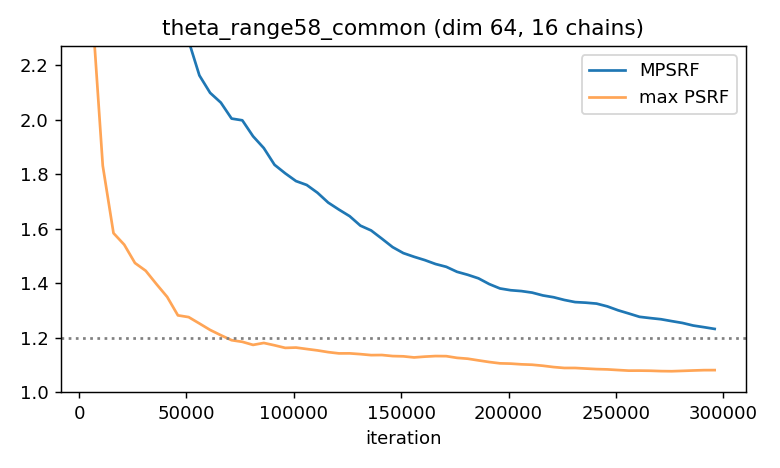 theta_range58_common (dim 64, 16 chains)
MPSRF
max PSRF
2.2
2.0
1.8
1.6
1.4
1.2
1.0
0 50000 100000 150000 200000 250000 300000
iteration